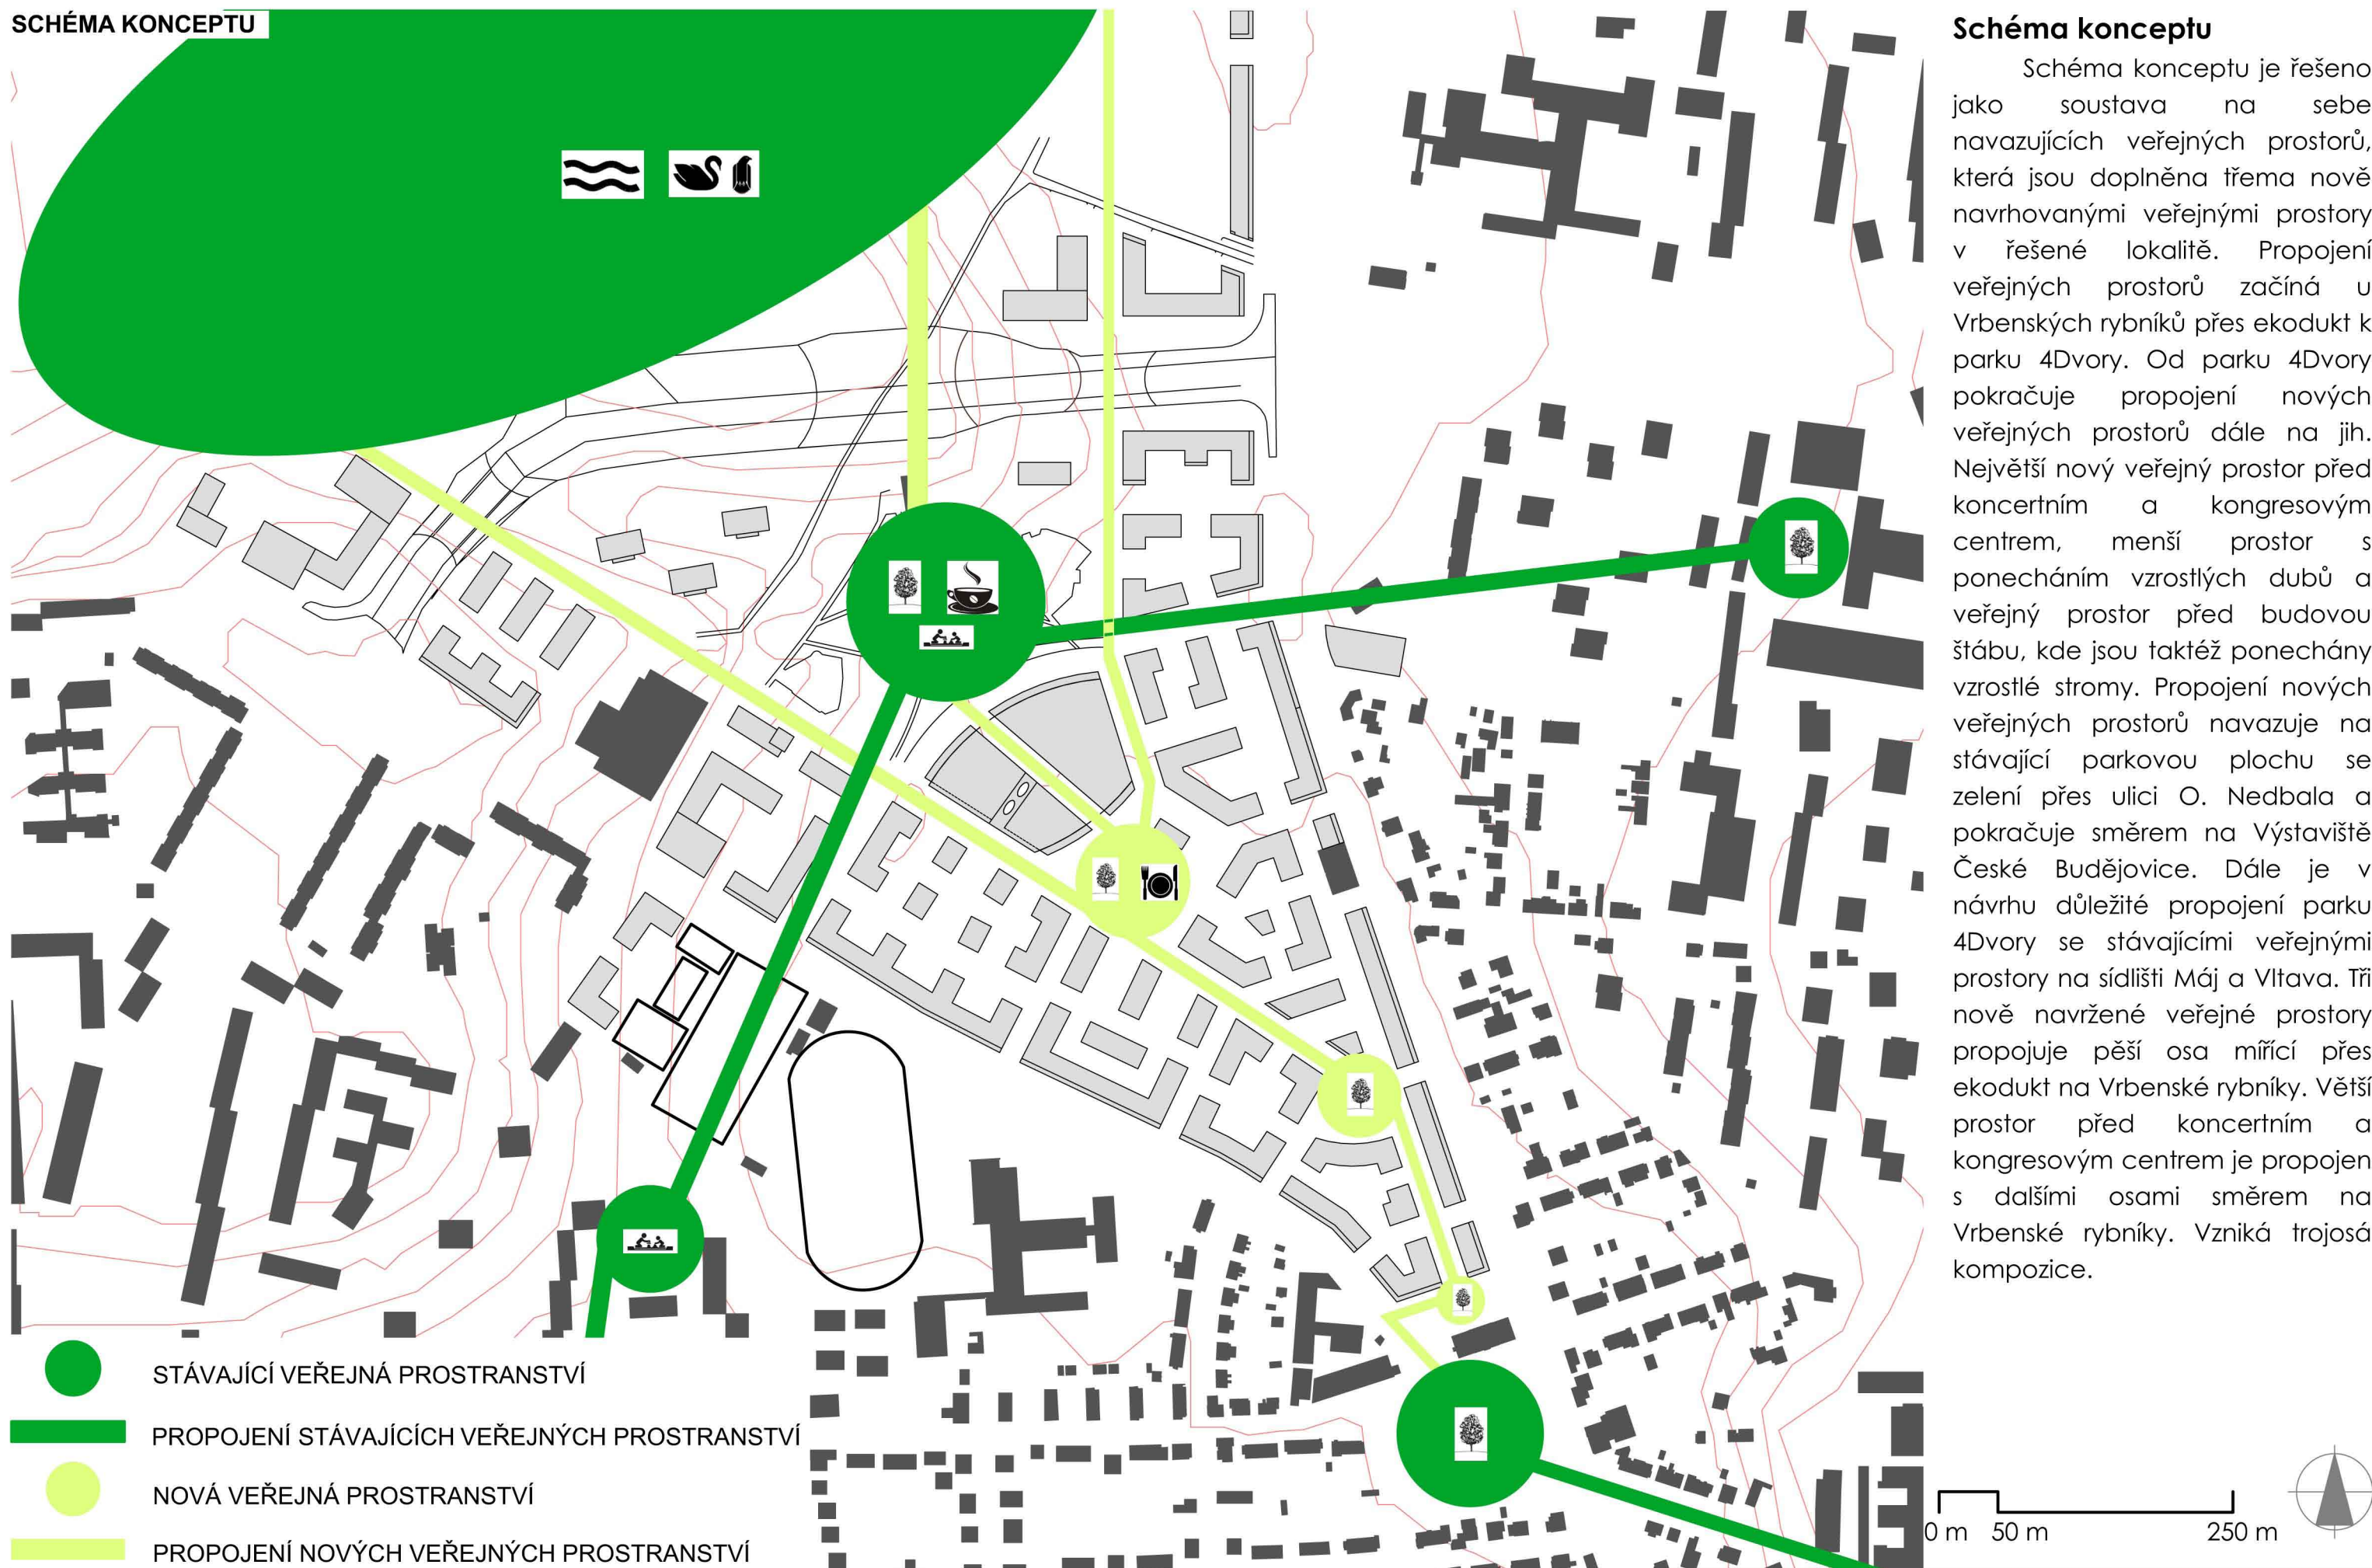 SCHÉMA KONCEPTU
STÁVAJÍCÍ VEŘEJNÁ PROSTRANSTVÍ
PROPOJENÍ STÁVAJÍCÍCH VEŘEJNÝCH PROSTRANSTVÍ
NOVÁ VEŘEJNÁ PROSTRANSTVÍ
PROPOJENÍ NOVÝCH VEŘEJNÝCH PROSTRANSTVÍ
Schéma konceptu
Schéma konceptu je řešeno
jako soustava na sebe
navazujících veřejných prostorů,
která jsou doplněna třema nově
navrhovanými veřejnými prostory
v řešené lokalitě. Propojení
veřejných prostorů začíná u
Vrbenských rybníků přes ekodukt k
parku 4Dvory. Od parku 4Dvory
pokračuje propojení nových
veřejných prostorů dále na jih.
Největší nový veřejný prostor před
koncertním a kongresovým
centrem, menší prostor s
ponecháním vzrostlých dubů a
veřejný prostor před budovou
štábu, kde jsou taktéž ponechány
vzrostlé stromy. Propojení nových
veřejných prostorů navazuje na
stávající parkovou plochu se
zelení přes ulici O. Nedbala a
pokračuje směrem na Výstaviště
České Budějovice. Dále je v
návrhu důležité propojení parku
4Dvory se stávajícími veřejnými
prostory na sídlišti Máj a Vltava. Tři
nově navržené veřejné prostory
propojuje pěší osa mířící přes
ekodukt na Vrbenské rybníky. Větší
prostor před koncertním a
kongresovým centrem je propojen
s dalšími osami směrem na
Vrbenské rybníky. Vzniká trojosá
kompozice.
0 m 50 m 250 m